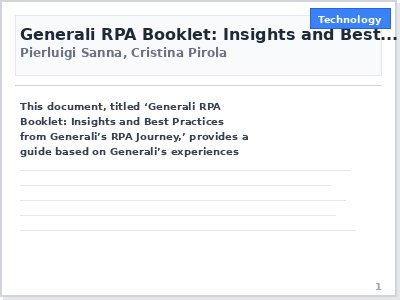 Technology
Generali RPA Booklet: Insights and Best...
Pierluigi Sanna, Cristina Pirola
This document, titled ‘Generali RPA
Booklet: Insights and Best Practices
from Generali’s RPA Journey,’ provides a
guide based on Generali’s experiences
1